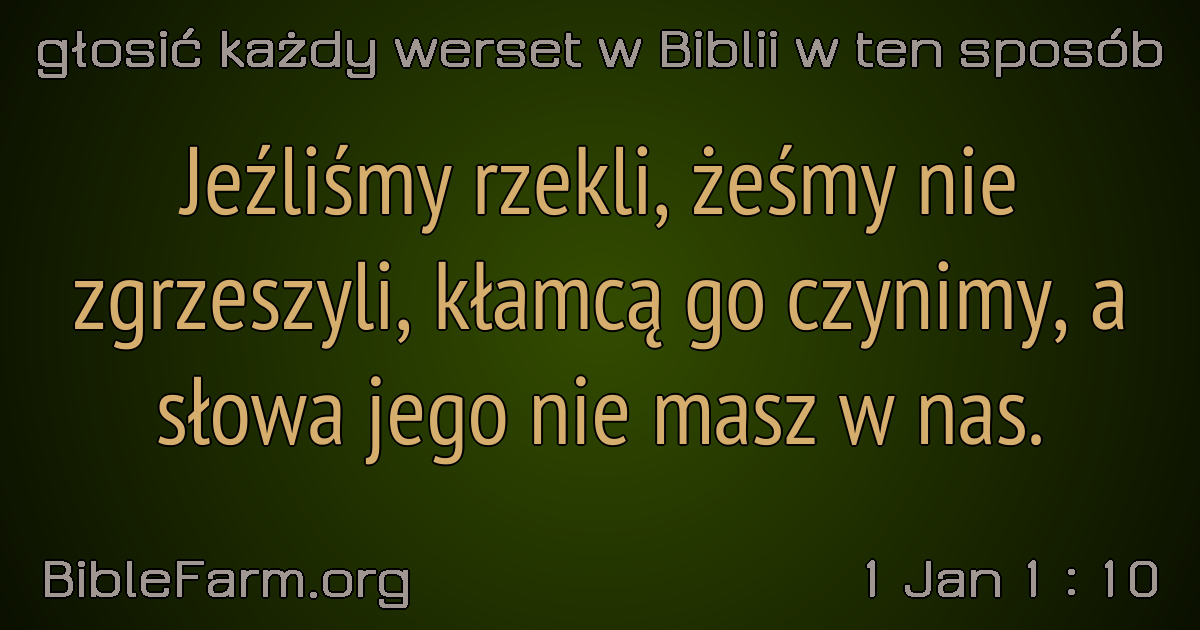 głosić każdy werset w Biblii w ten sposób
Jeźliśmy rzekli, żeśmy nie
zgrzeszyli, kłamcą go czynimy, a
słowa jego nie masz w nas.
BibleFarm.org
1 Jan 1 : 10